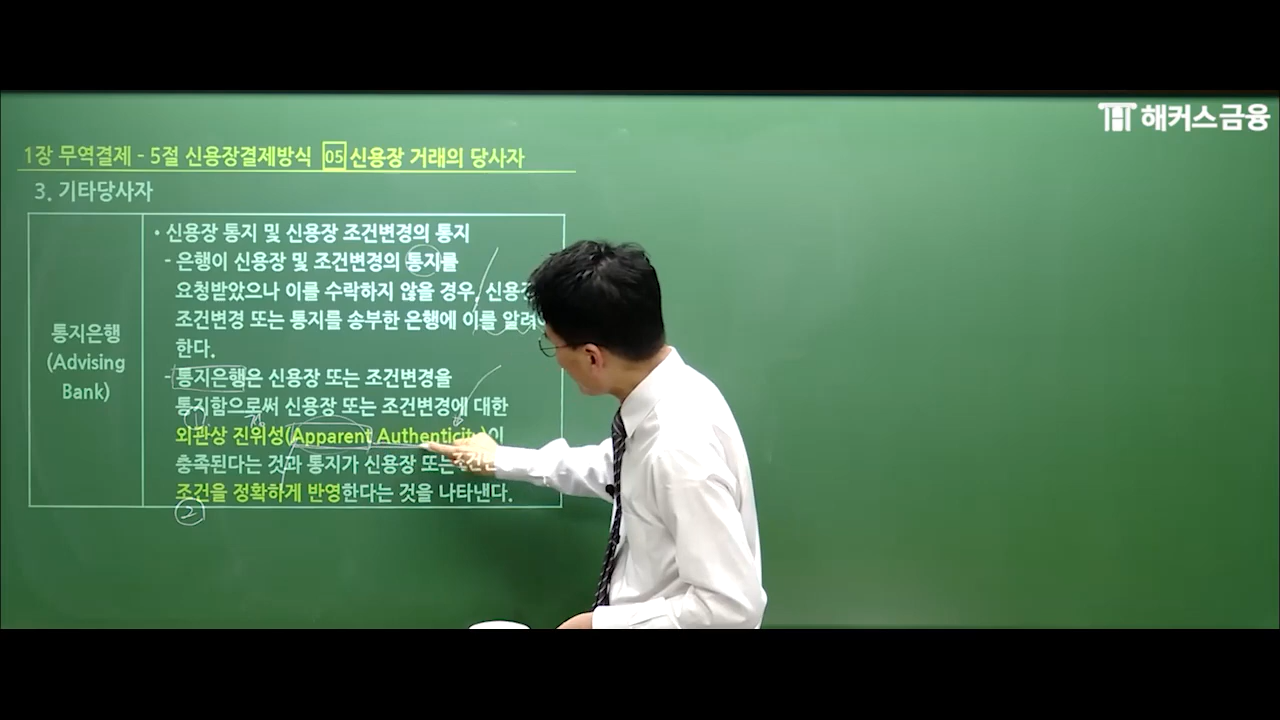 해커스금융
1장 무역결제 - 5절 신용장결제방식 05 신용장 거래의 당사자
3. 기타당사자
통지은행
(Advising
Bank)
• 신용장 통지 및 신용장 조건변경의 통지
- 은행이 신용장 및 조건변경의 통지를
요청받았으나 이를 수락하지 않을 경우, 신용장
조건변경 또는 통지를 송부한 은행에 이를 알려
한다.
- 통지은행은 신용장 또는 조건변경을
통지함으로써 신용장 또는 조건변경에 대한
외관상 진위성(Apparent Authenticity)이
충족된다는 것과 통지가 신용장 또는
조건을 정확하게 반영한다는 것을 나타낸다.
②